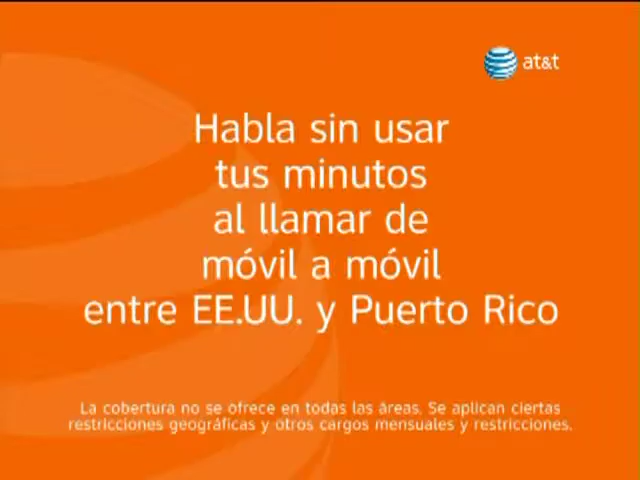 at&t
Habla sin usar
tus minutos
al llamar de
móvil a móvil
entre EE.UU. y Puerto Rico
La cobertura no se ofrece en todas las áreas. Se aplican ciertas
restricciones geográficas y otros cargos mensuales y restricciones.